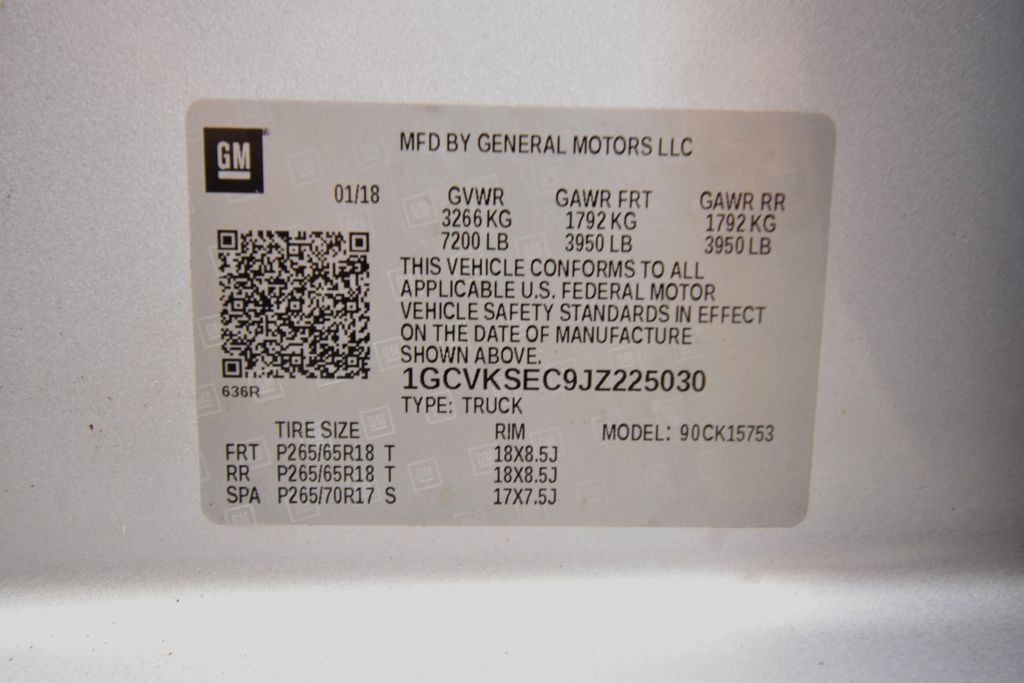 GM
MFD BY GENERAL MOTORS LLC
01/18 GVWR GAWR FRT GAWR RR
3266 KG 1792 KG 1792 KG
7200 LB 3950 LB 3950 LB
THIS VEHICLE CONFORMS TO ALL
APPLICABLE U.S. FEDERAL MOTOR
VEHICLE SAFETY STANDARDS IN EFFECT
ON THE DATE OF MANUFACTURE
SHOWN ABOVE.
636R
1GCVKSEC9JZ225030
TYPE: TRUCK
TIRE SIZE RIM MODEL: 90CK15753
FRT P265/65R18 T 18X8.5J
RR P265/65R18 T 18X8.5J
SPA P265/70R17 S 17X7.5J